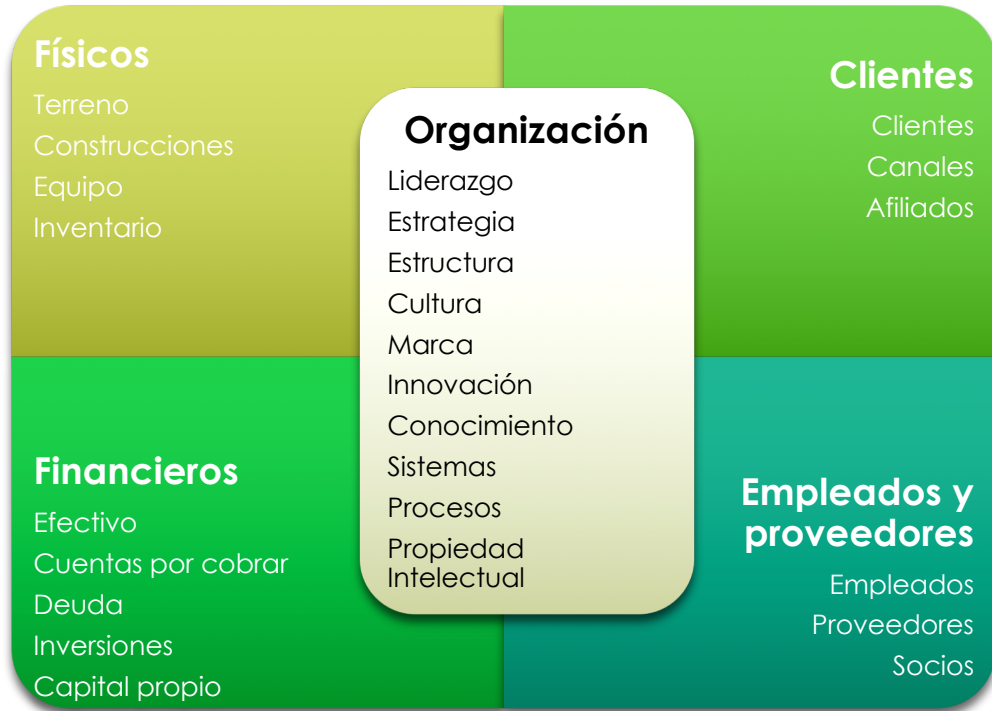 Físicos
Terreno
Construcciones
Equipo
Inventario
Clientes
Clientes
Canales
Afiliados
Organización
Liderazgo
Estrategia
Estructura
Cultura
Marca
Innovación
Conocimiento
Sistemas
Procesos
Propiedad
Intelectual
Financieros
Efectivo
Cuentas por cobrar
Deuda
Inversiones
Capital propio
Empleados y
proveedores
Empleados
Proveedores
Socios